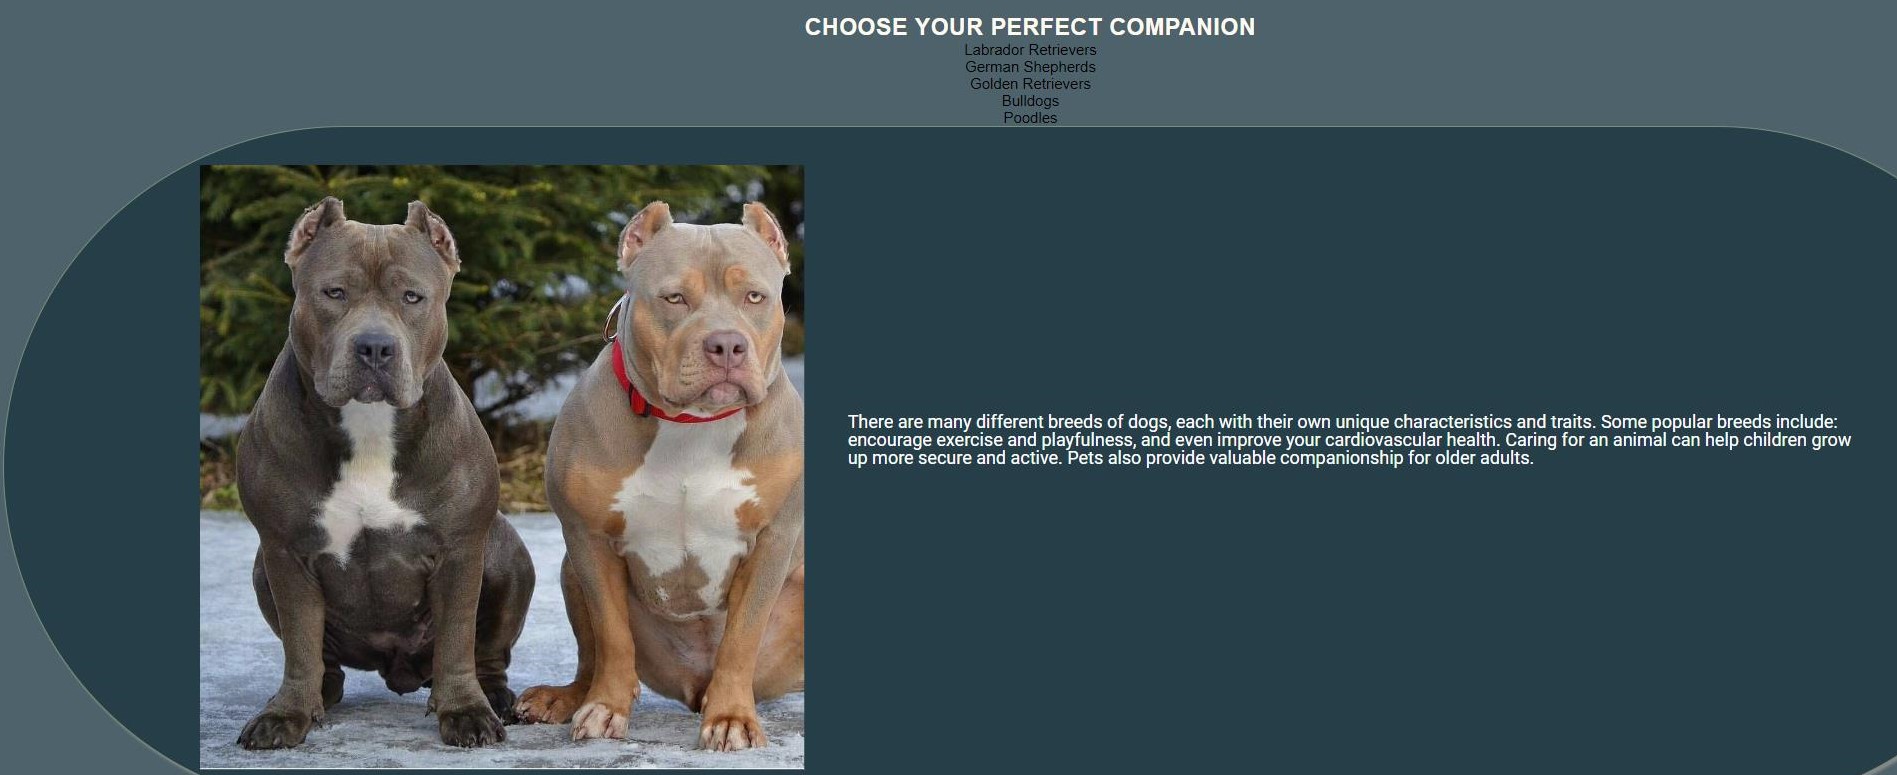 CHOOSE YOUR PERFECT COMPANION
Labrador Retrievers
German Shepherds
Golden Retrievers
Bulldogs
Poodles
There are many different breeds of dogs, each with their own unique characteristics and traits. Some popular breeds include:
encourage exercise and playfulness, and even improve your cardiovascular health. Caring for an animal can help children grow
up more secure and active. Pets also provide valuable companionship for older adults.